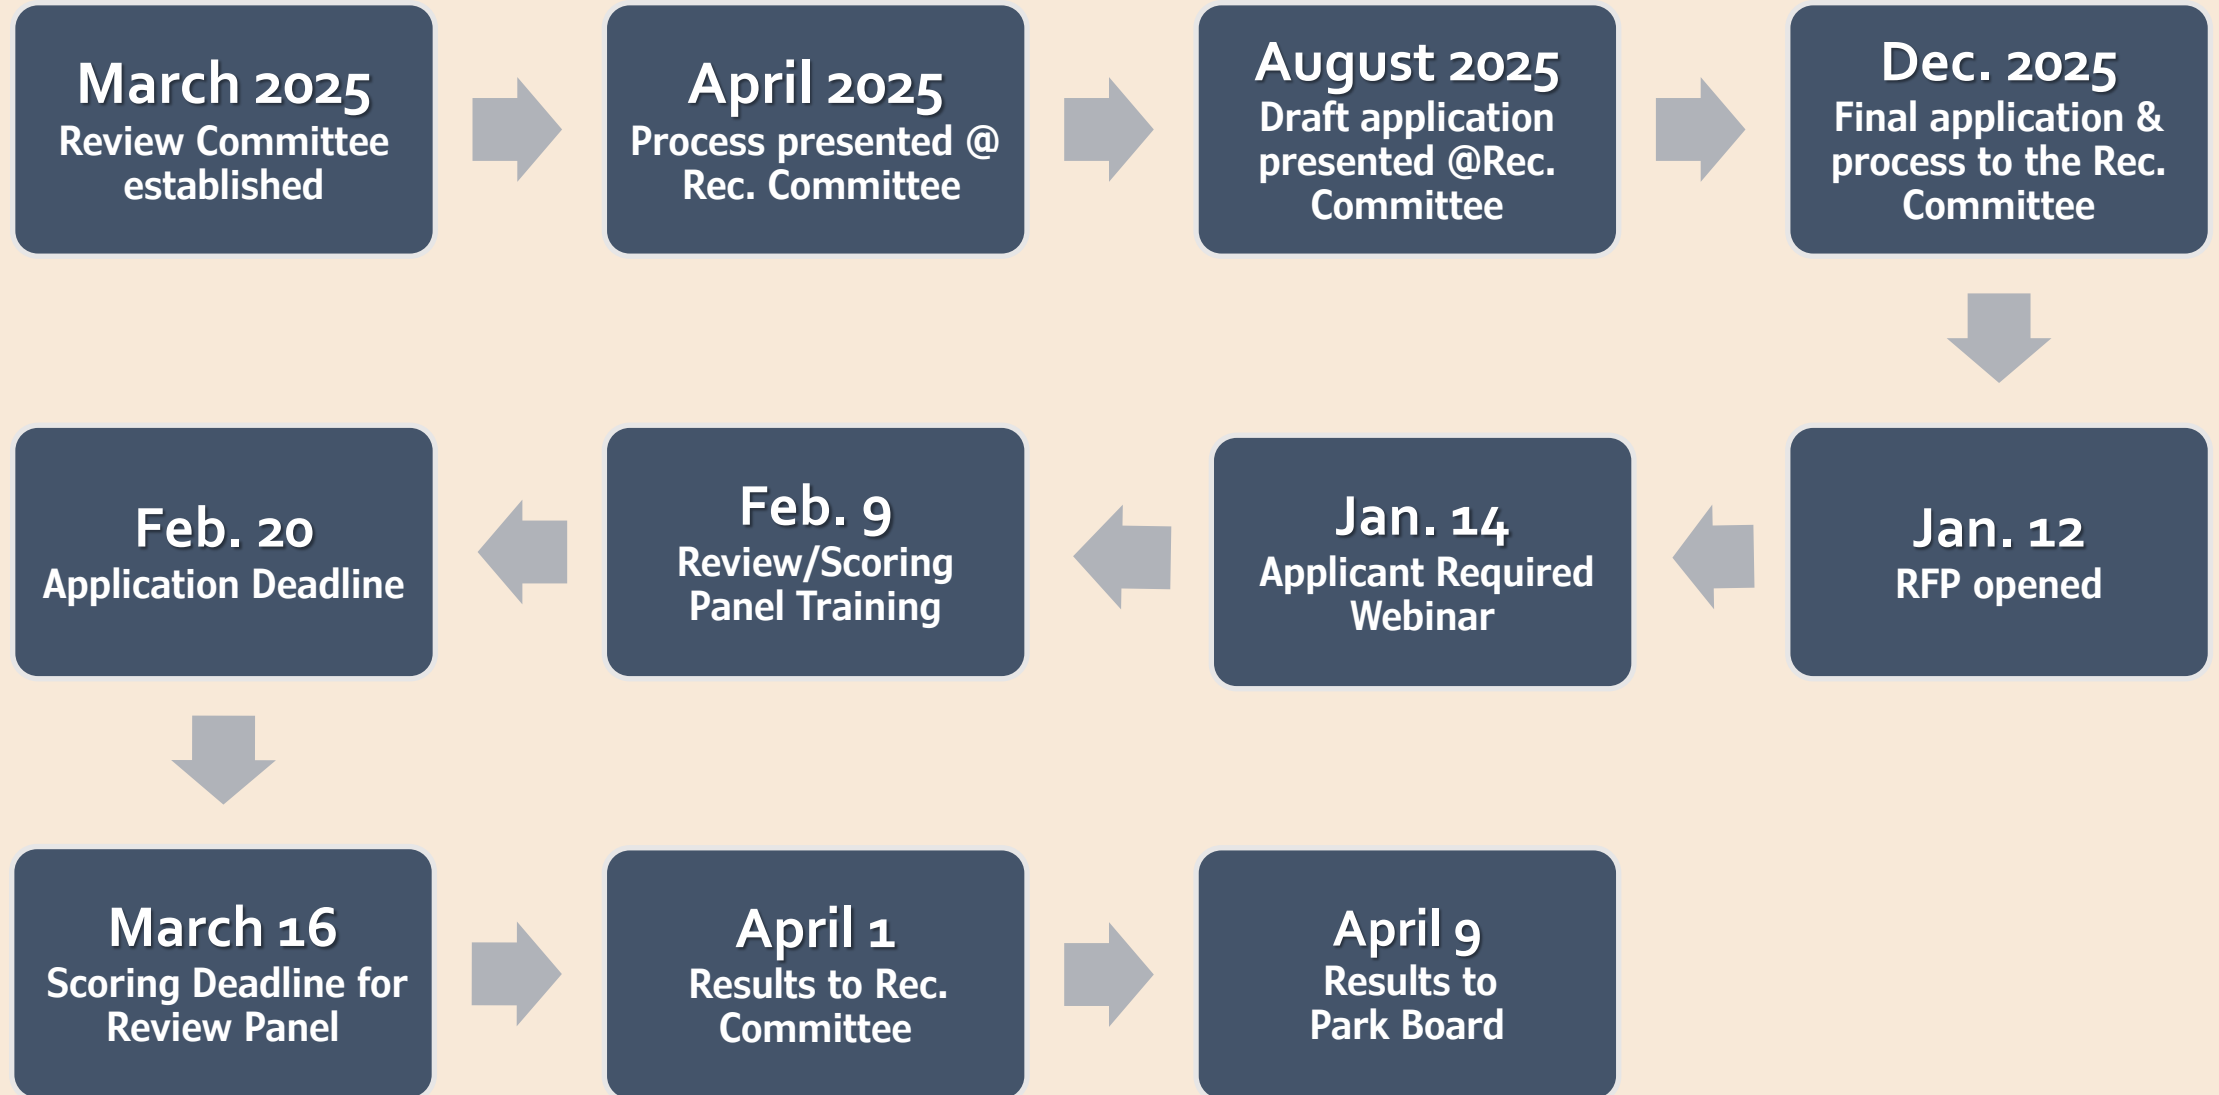 March 2025
Review Committee
established
April 2025
Process presented @
Rec. Committee
August 2025
Draft application
presented @Rec.
Committee
Dec. 2025
Final application &
process to the Rec.
Committee
Jan. 12
RFP opened
Jan. 14
Applicant Required
Webinar
Feb. 9
Review/Scoring
Panel Training
Feb. 20
Application Deadline
March 16
Scoring Deadline for
Review Panel
April 1
Results to Rec.
Committee
April 9
Results to
Park Board